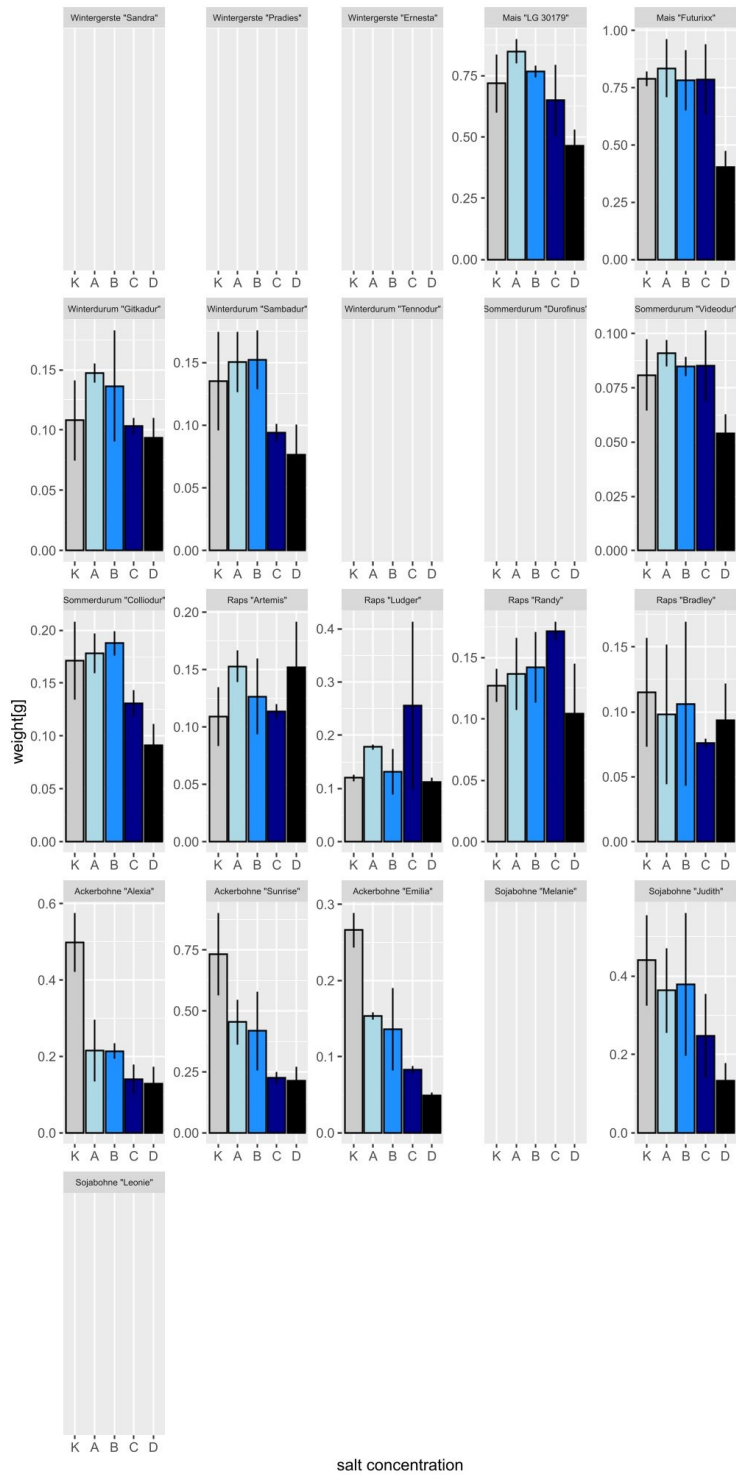 Wintergerste "Sandra" Wintergerste "Pradies" Wintergerste "Ernesta" Mais "LG 30179" Mais "Futurixx"
0.75 1.00
0.50 0.75
0.25 0.50
0.00 0.25
0.00
K A B C D K A B C D K A B C D K A B C D K A B C D
Winterdurum "Gitkadur" Winterdurum "Sambadur" Winterdurum "Tennodur" Sommerdurum "Durofinus" Sommerdurum "Videodur"
0.15 0.15 0.100
0.10 0.10 0.075
0.05 0.05 0.050
0.00 0.00 0.025
0.000
K A B C D K A B C D K A B C D K A B C D K A B C D
Sommerdurum "Colliodur" Raps "Artemis" Raps "Ludger" Raps "Randy" Raps "Bradley"
0.20 0.20 0.4 0.15 0.15
0.15 0.15 0.3 0.10 0.10
0.10 0.10 0.2 0.05 0.05
0.05 0.05 0.1 0.00 0.00
0.00 0.00 0.0
K A B C D K A B C D K A B C D K A B C D K A B C D
weight[g]
Ackerbohne "Alexia" Ackerbohne "Sunrise" Ackerbohne "Emilia" Sojabohne "Melanie" Sojabohne "Judith"
0.6 0.75 0.3 0.4
0.4 0.50 0.2 0.2
0.2 0.25 0.1 0.0
0.0 0.00 0.0
K A B C D K A B C D K A B C D K A B C D K A B C D
Sojabohne "Leonie"
K A B C D
salt concentration